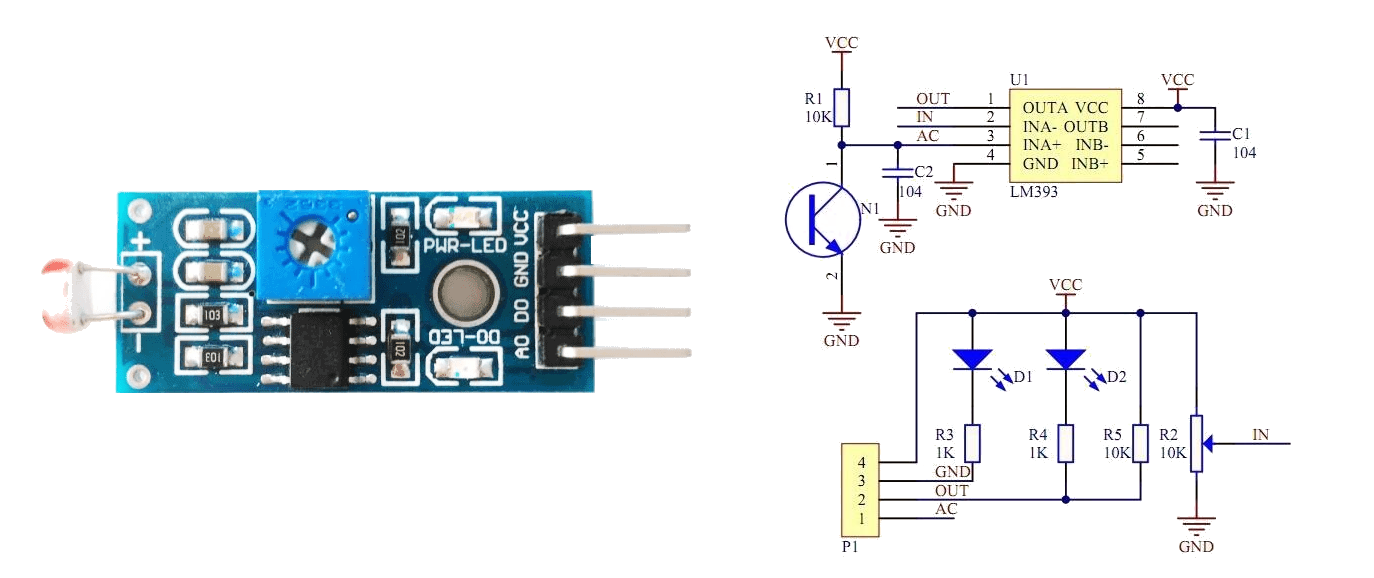 +
-
103
103
102
102
PWR-LED
DO-LED
VCC
GND
DO
AO
VCC
R1
10K
OUT
IN
AC
1
2
3
4
U1
OUTA VCC
INA- OUTB
INA+ INB-
GND INB+
LM393
8
7
6
5
VCC
C1
104
GND
C2
104
GND
GND
1
N1
2
GND
VCC
D1
D2
R3
1K
R4
1K
R5
10K
R2
10K
IN
GND
4
3
2
1
GND
OUT
AC
P1